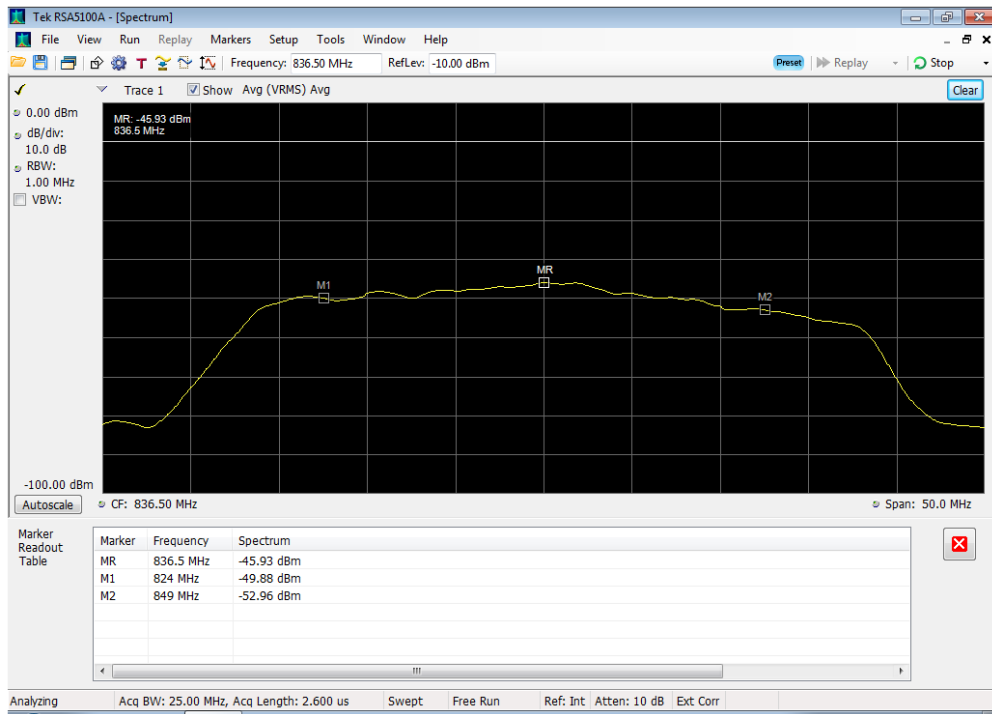 Tek RSA5100A - [Spectrum]
File View Run Replay Markers Setup Tools Window Help
T Frequency: 836.50 MHz RefLev: -10.00 dBm Preset Replay Stop
Trace 1 Show Avg (VRMS) Avg Clear
0.00 dBm
dB/div:
10.0 dB
RBW:
1.00 MHz
VBW:
MR: -45.93 dBm
836.5 MHz
MR
M1
M2
-100.00 dBm
Autoscale CF: 836.50 MHz Span: 50.0 MHz
Marker
Readout
Table
Marker Frequency Spectrum
MR 836.5 MHz -45.93 dBm
M1 824 MHz -49.88 dBm
M2 849 MHz -52.96 dBm
Analyzing Acq BW: 25.00 MHz, Acq Length: 2.600 us Swept Free Run Ref: Int Atten: 10 dB Ext Corr